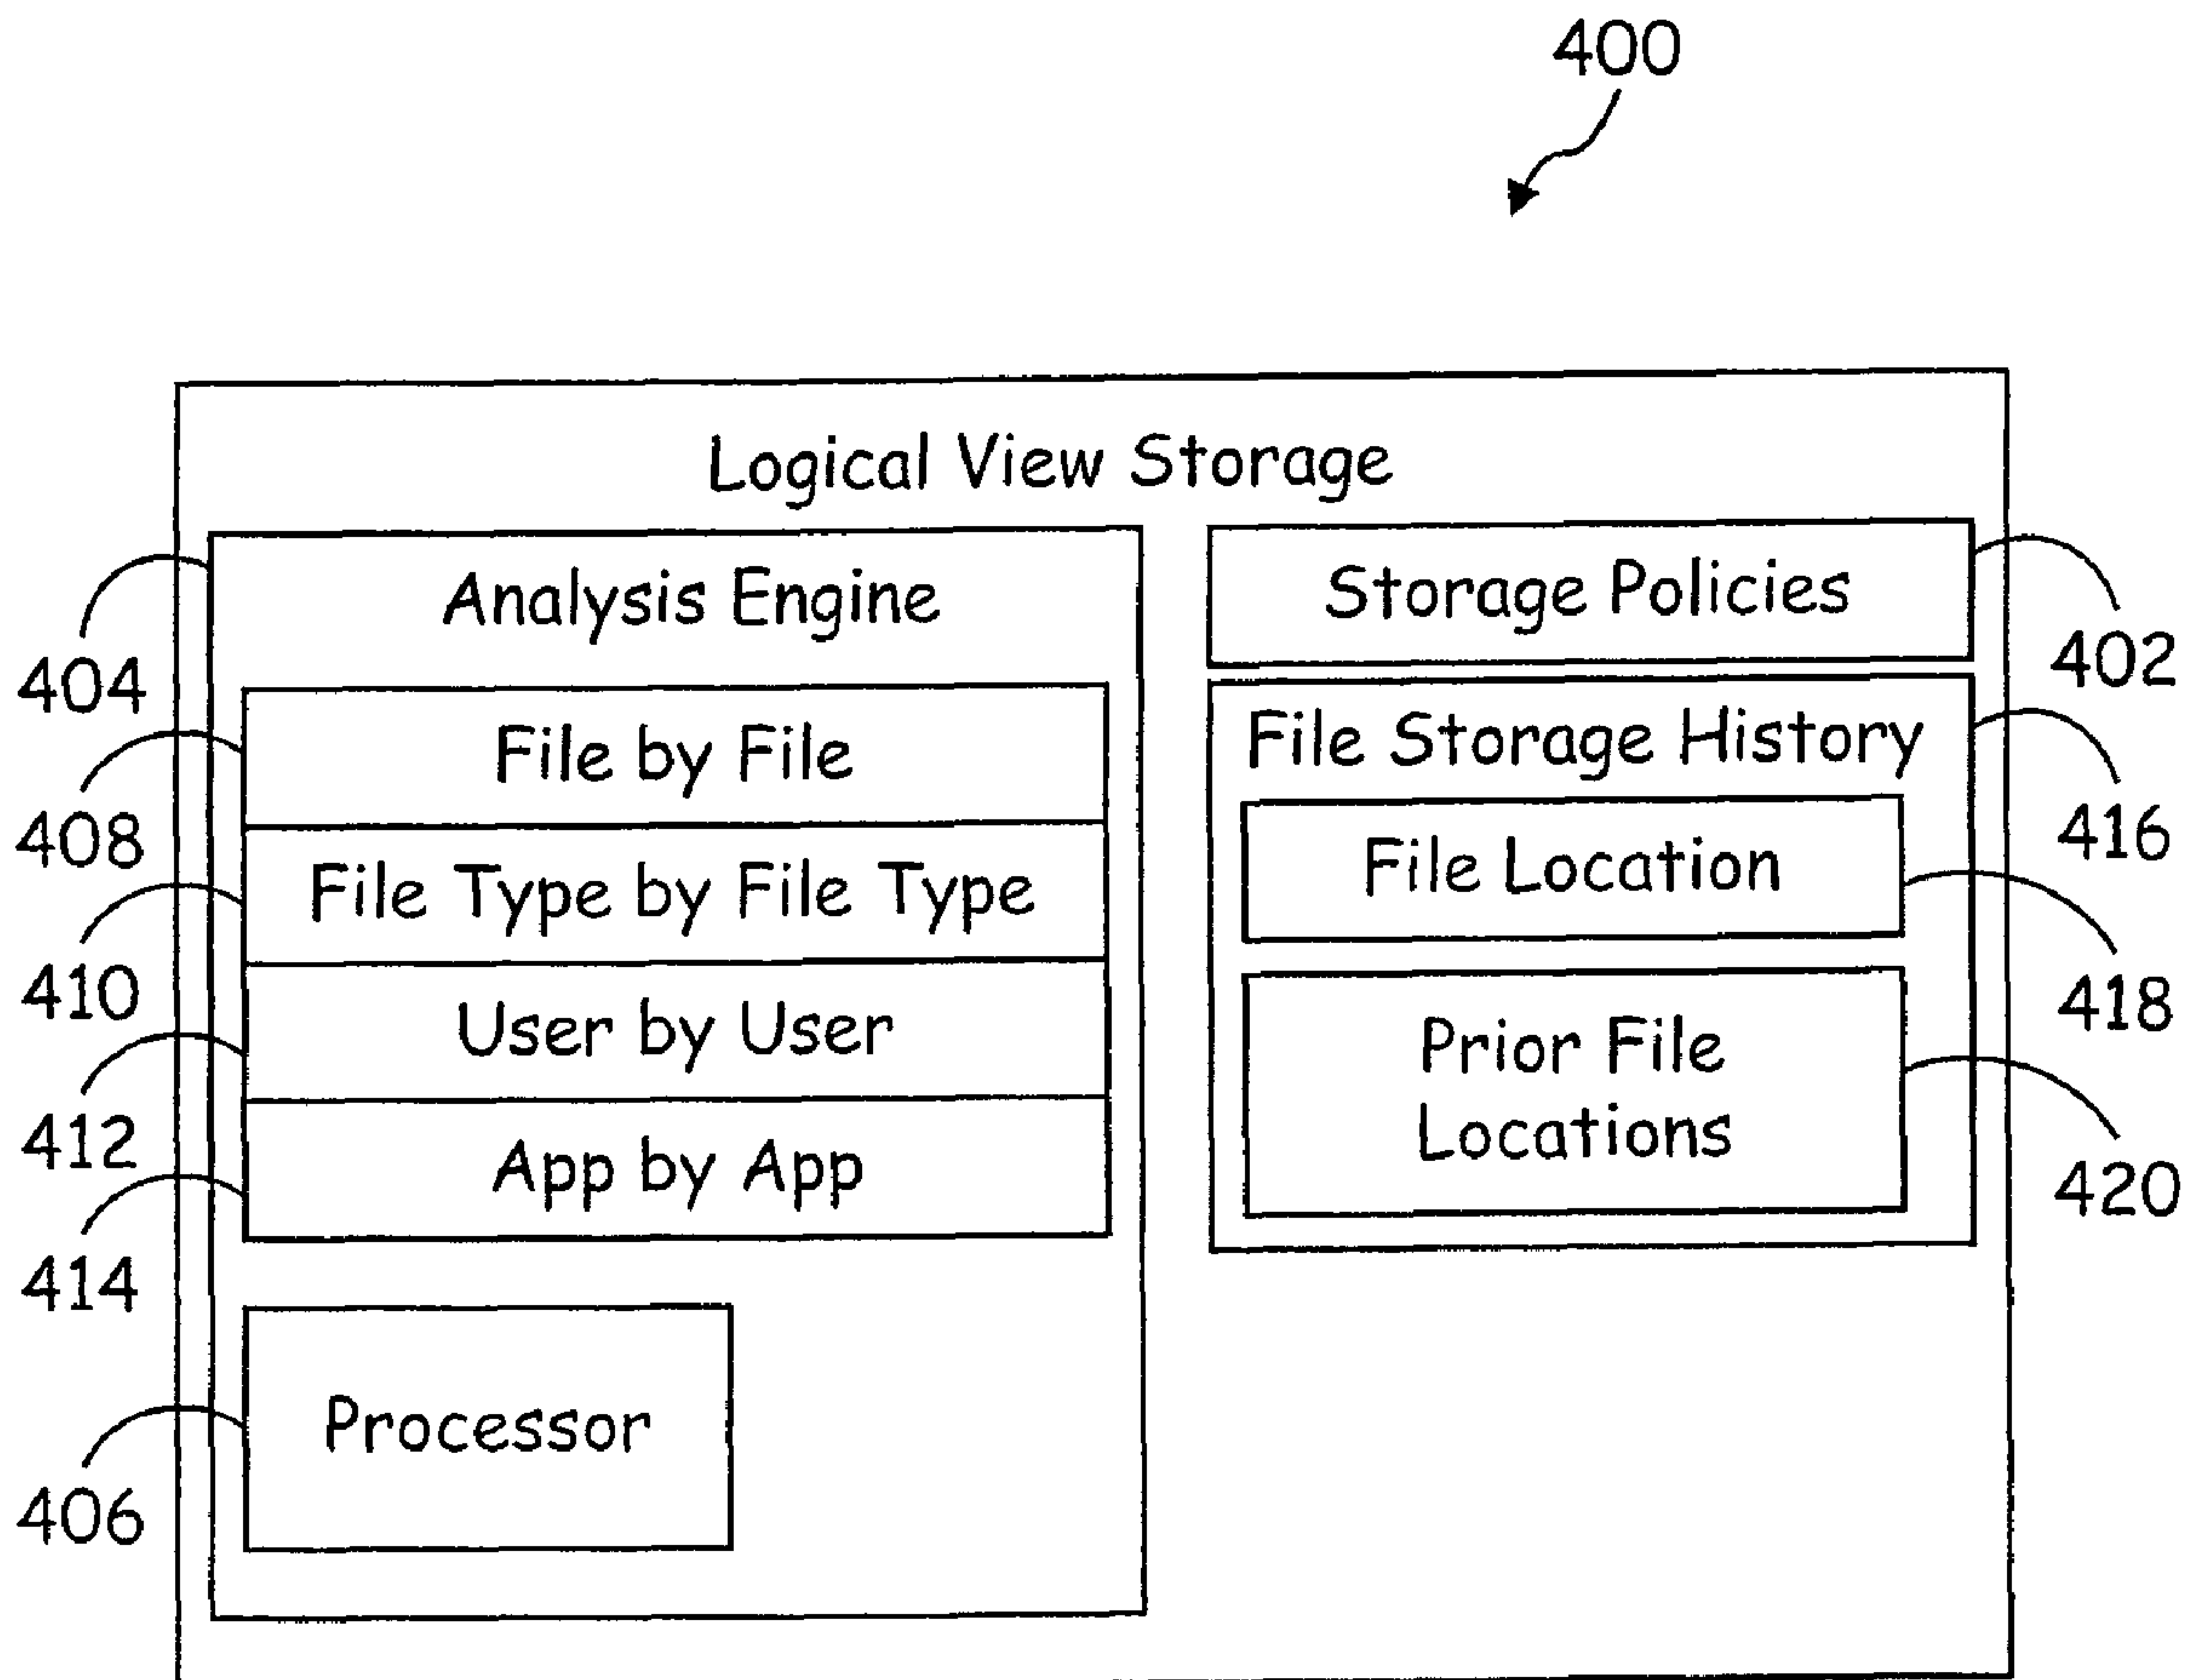 400
Logical View Storage
Analysis Engine
404
File by File
408
File Type by File Type
410
User by User
412
App by App
414
Processor
406
Storage Policies
402
File Storage History
416
File Location
418
Prior File
Locations
420